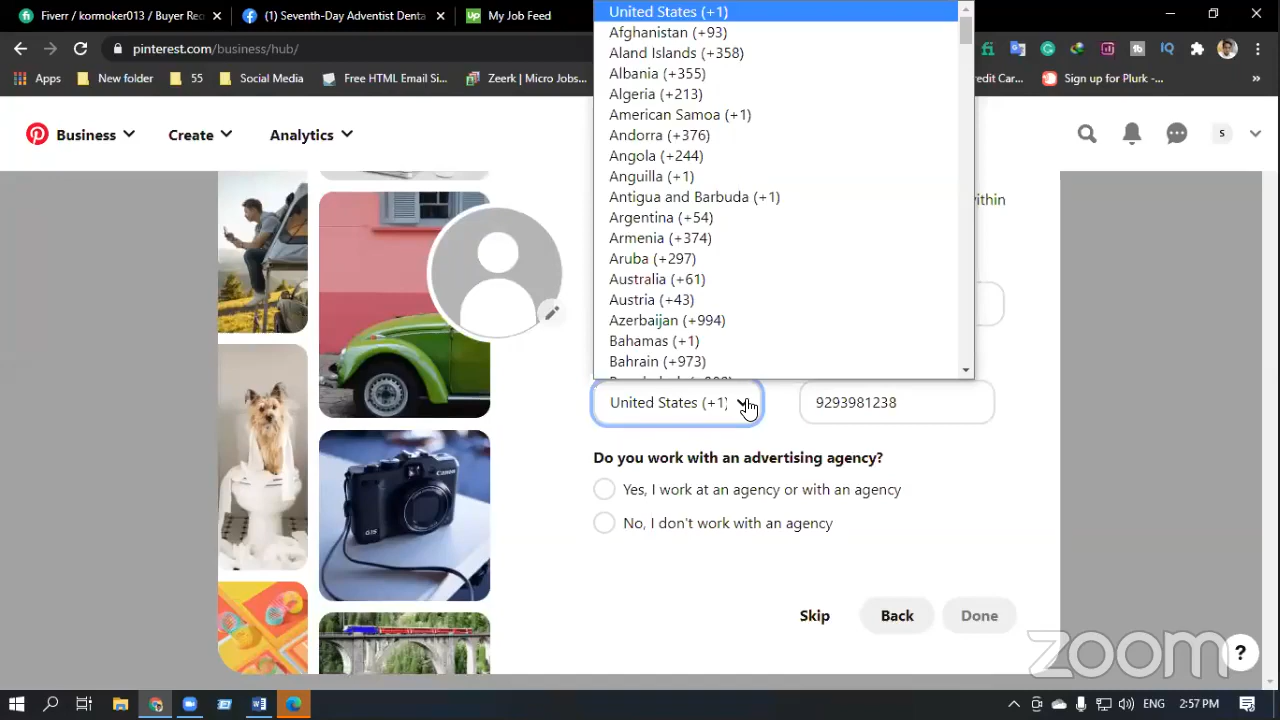 Fiverr / komoker013 / Buyer Rec
(1) Seventh-Day Adventist Denta
My Job Feed
pinterest.com/business/hub/
Apps
New folder
55
Social Media
Free HTML Email Si...
Zeerk | Micro Jobs...
redit Car...
Sign up for Plurk -...
Business
Create
Analytics
S
United States (+1)
Afghanistan (+93)
Aland Islands (+358)
Albania (+355)
Algeria (+213)
American Samoa (+1)
Andorra (+376)
Angola (+244)
Anguilla (+1)
Antigua and Barbuda (+1)
Argentina (+54)
Armenia (+374)
Aruba (+297)
Australia (+61)
Austria (+43)
Azerbaijan (+994)
Bahamas (+1)
Bahrain (+973)
ithin
United States (+1)
9293981238
Do you work with an advertising agency?
Yes, I work at an agency or with an agency
No, I don't work with an agency
Skip
Back
Done
Canon
G15
zoom
?
ENG
2:57 PM